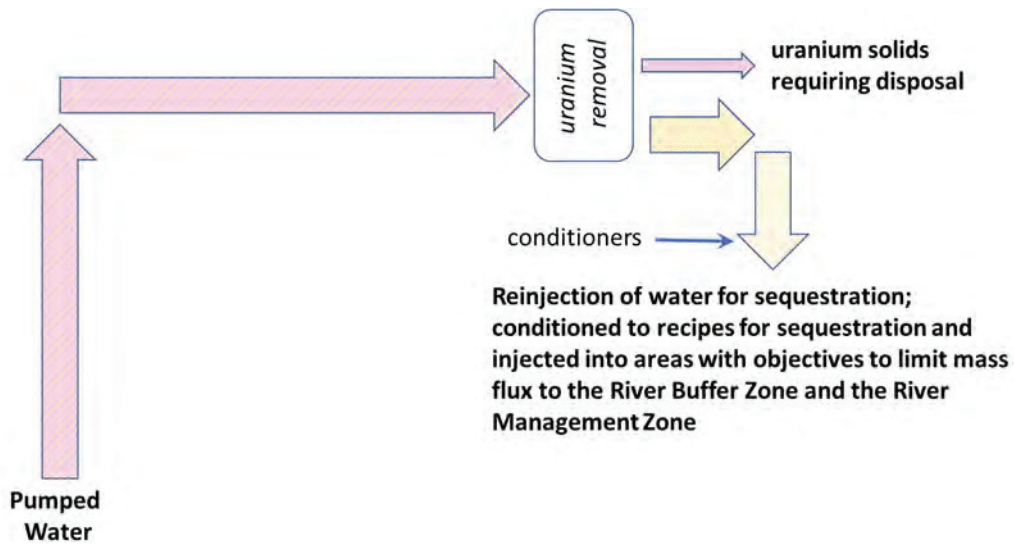 uranium
removal
uranium solids
requiring disposal
conditioners
Reinjection of water for sequestration;
conditioned to recipes for sequestration and
injected into areas with objectives to limit mass
flux to the River Buffer Zone and the River
Management Zone
Pumped
Water